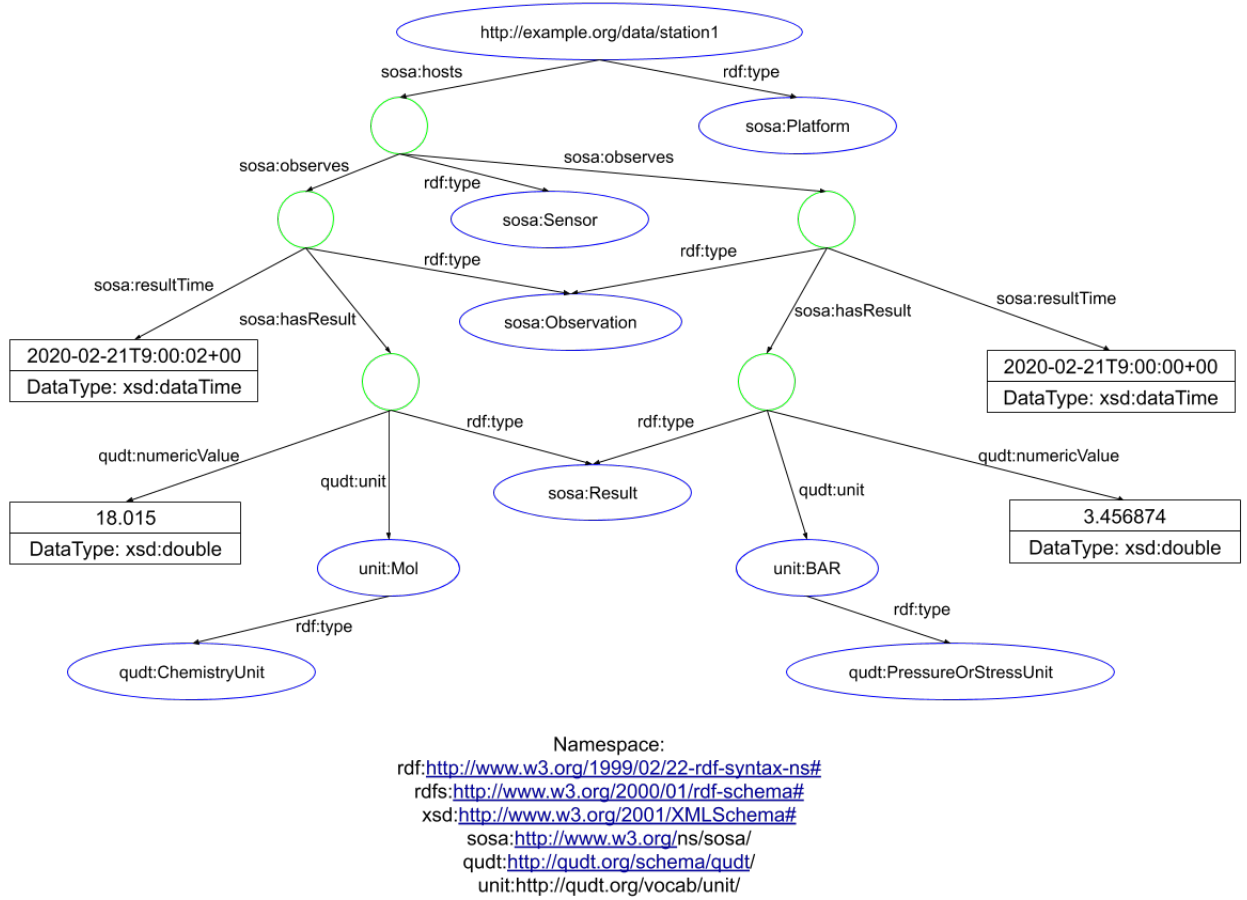 http://example.org/data/station1
sosa:hosts
rdf:type
sosa:Platform
sosa:observes
sosa:observes
rdf:type
sosa:Sensor
rdf:type
rdf:type
sosa:resultTime
sosa:resultTime
sosa:hasResult
sosa:hasResult
sosa:Observation
2020-02-21T9:00:02+00
DataType: xsd:dataTime
2020-02-21T9:00:00+00
DataType: xsd:dataTime
rdf:type
rdf:type
qudt:numericValue
qudt:numericValue
qudt:unit
qudt:unit
sosa:Result
18.015
DataType: xsd:double
3.456874
DataType: xsd:double
unit:Mol
unit:BAR
rdf:type
rdf:type
qudt:ChemistryUnit
qudt:PressureOrStressUnit
Namespace:
rdf:http://www.w3.org/1999/02/22-rdf-syntax-ns#
rdfs:http://www.w3.org/2000/01/rdf-schema#
xsd:http://www.w3.org/2001/XMLSchema#
sosa:http://www.w3.org/ns/sosa/
qudt:http://qudt.org/schema/qudt/
unit:http://qudt.org/vocab/unit/